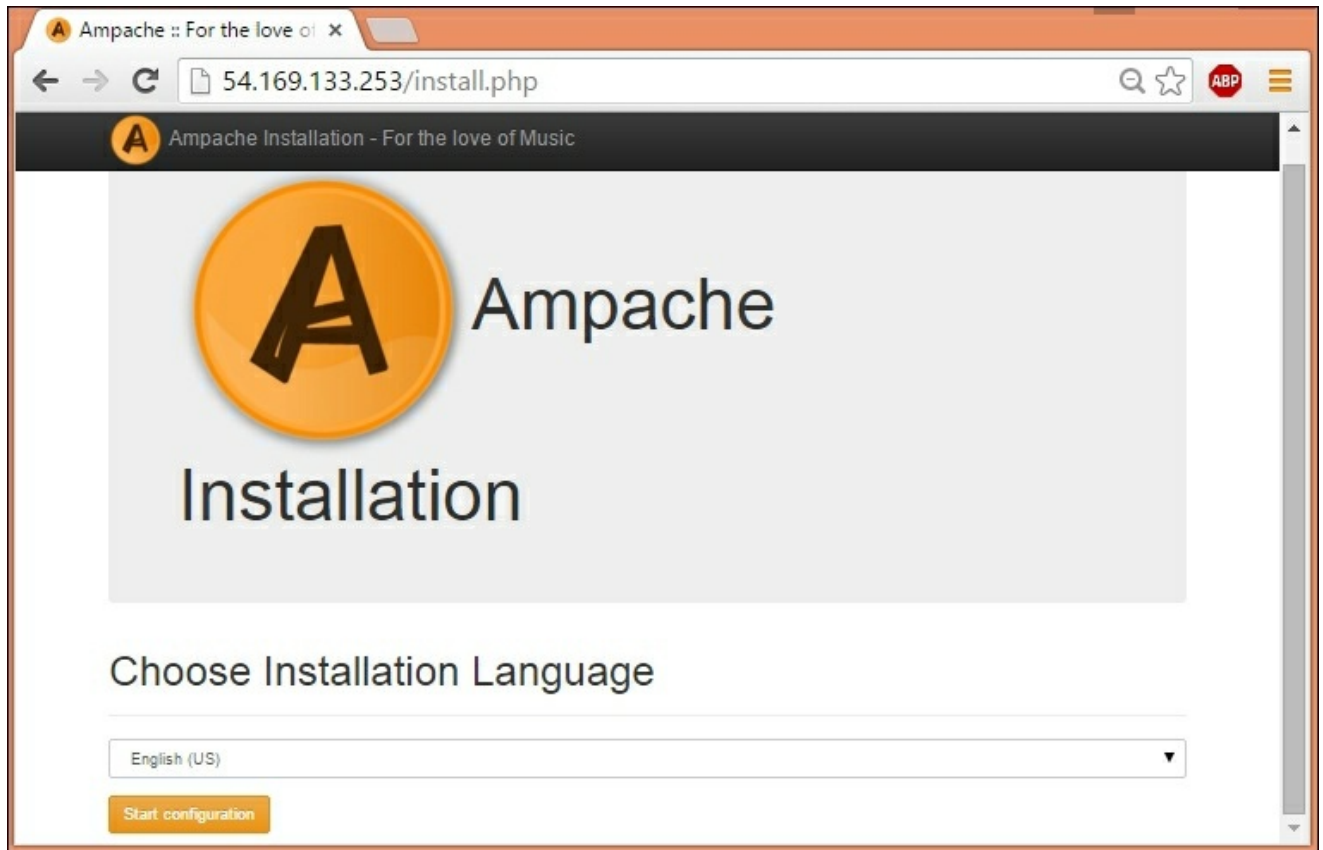 Ampache :: For the love of
54.169.133.253/install.php
ABP
Ampache Installation - For the love of Music
Ampache
Installation
Choose Installation Language
English (US)
Start configuration